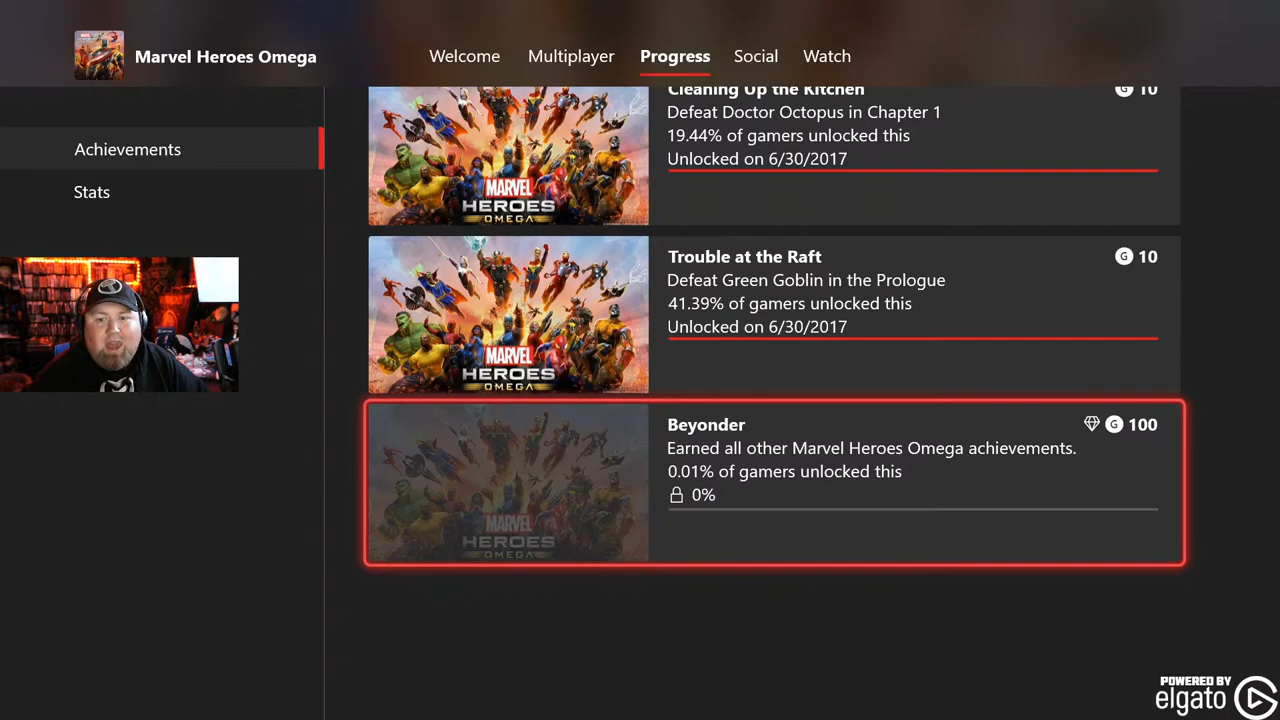 Marvel Heroes Omega
Welcome Multiplayer Progress Social Watch
Achievements
Stats
MARVEL
HEROES
OMEGA
Cleaning Up the Kitchen
G 10
Defeat Doctor Octopus in Chapter 1
19.44% of gamers unlocked this
Unlocked on 6/30/2017
MARVEL
HEROES
OMEGA
Trouble at the Raft
G 10
Defeat Green Goblin in the Prologue
41.39% of gamers unlocked this
Unlocked on 6/30/2017
MARVEL
HEROES
OMEGA
Beyonder
G 100
Earned all other Marvel Heroes Omega achievements.
0.01% of gamers unlocked this
0%
POWERED BY
elgato